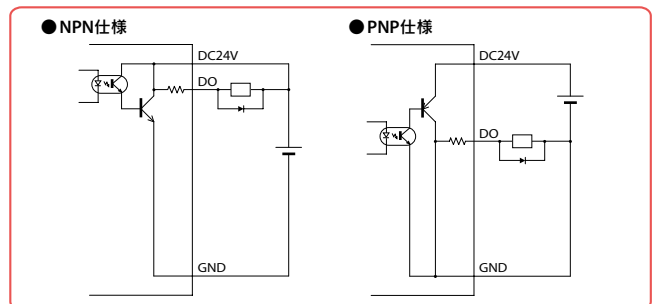 ●NPN仕様
DC24V
DO
GND
●PNP仕様
DC24V
DO
GND